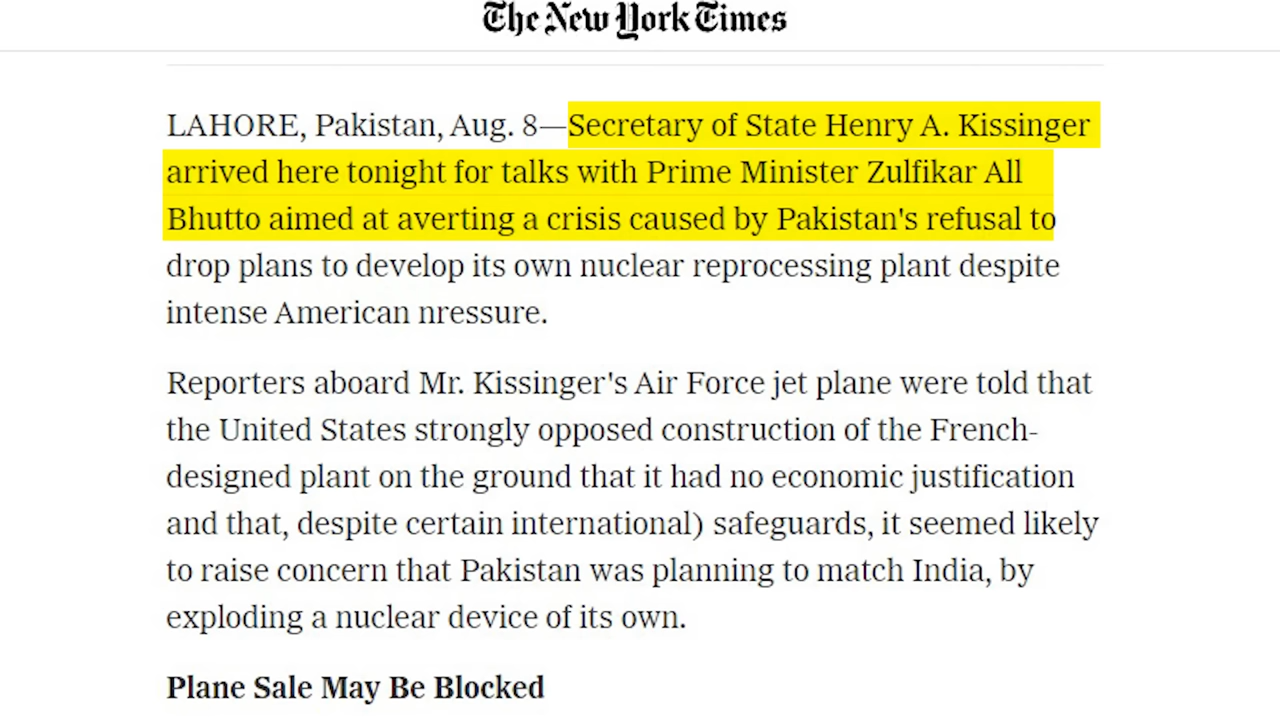 The New York Times
LAHORE, Pakistan, Aug. 8—Secretary of State Henry A. Kissinger
arrived here tonight for talks with Prime Minister Zulfikar All
Bhutto aimed at averting a crisis caused by Pakistan's refusal to
drop plans to develop its own nuclear reprocessing plant despite
intense American nressure.
Reporters aboard Mr. Kissinger's Air Force jet plane were told that
the United States strongly opposed construction of the French-
designed plant on the ground that it had no economic justification
and that, despite certain international) safeguards, it seemed likely
to raise concern that Pakistan was planning to match India, by
exploding a nuclear device of its own.
Plane Sale May Be Blocked